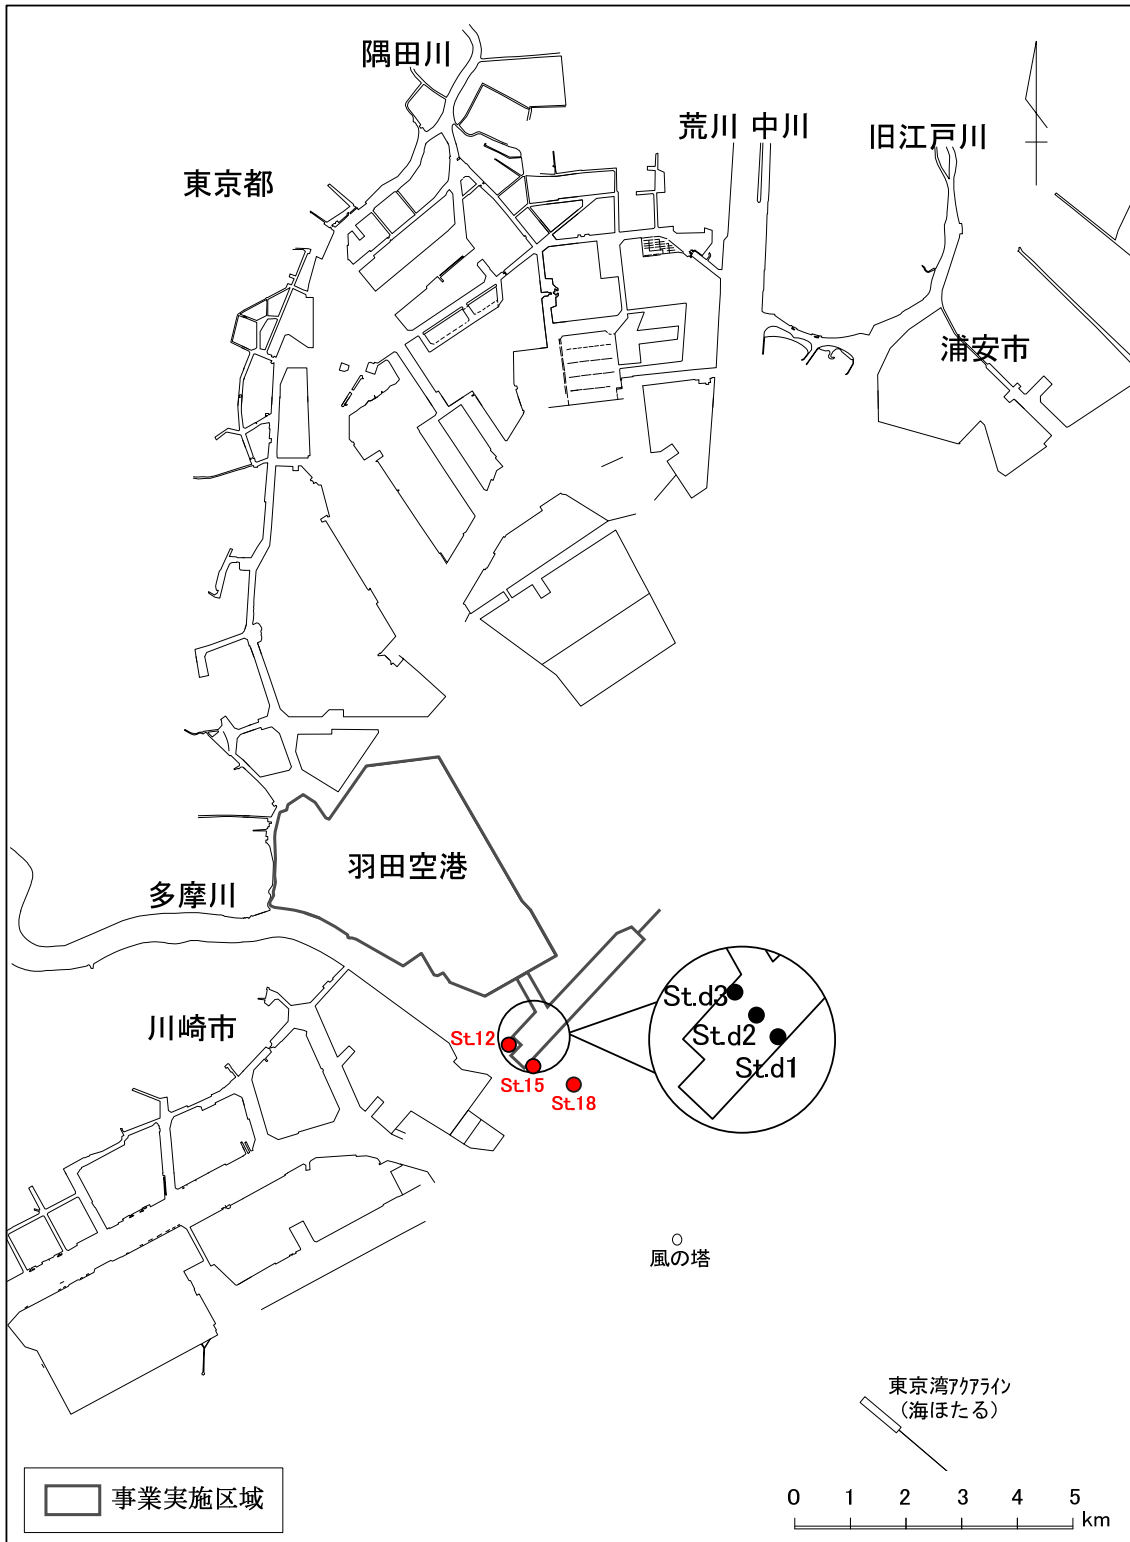 隅田川
荒川 中川
旧江戸川
東京都
浦安市
羽田空港
多摩川
川崎市
St.12
St.15
St.18
St.d3
St.d2
St.d1
風の塔
東京湾アクアライン
(海ほたる)
事業実施区域
0 1 2 3 4 5
km